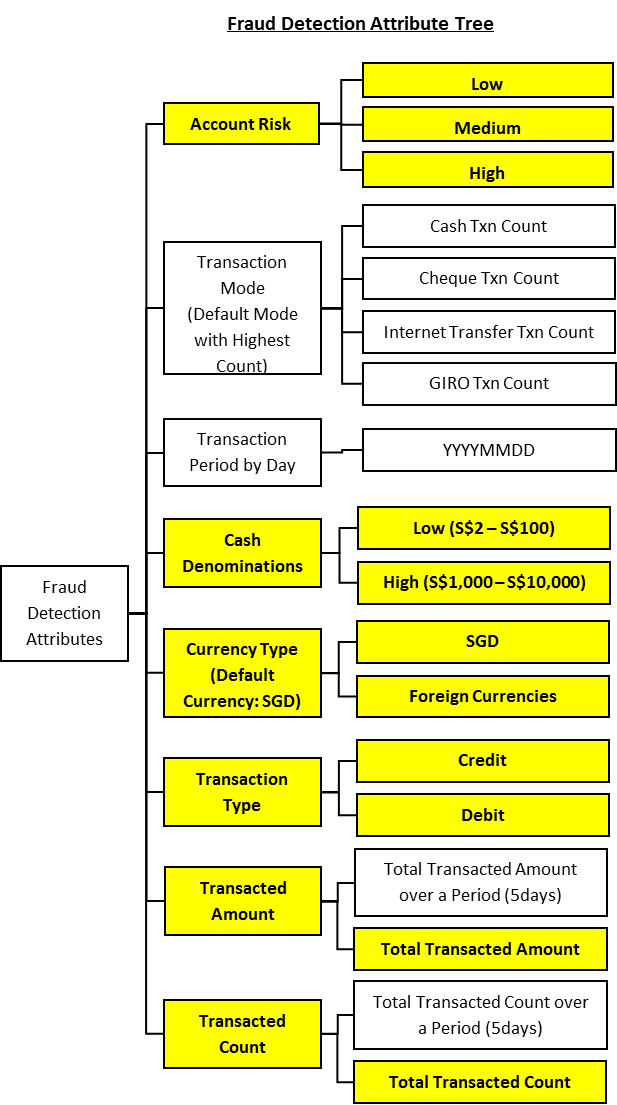 Fraud Detection Attribute Tree
Account Risk
Low
Medium
High
Transaction
Mode
(Default Mode
with Highest
Count)
Cash Txn Count
Cheque Txn Count
Internet Transfer Txn Count
GIRO Txn Count
Transaction
Period by Day
YYYYMMDD
Cash
Denominations
Low (S$2 – S$100)
High (S$1,000 – S$10,000)
Fraud
Detection
Attributes
Currency Type
(Default
Currency: SGD)
SGD
Foreign Currencies
Transaction
Type
Credit
Debit
Transacted
Amount
Total Transacted Amount
over a Period (5days)
Total Transacted Amount
Transacted
Count
Total Transacted Count over
a Period (5days)
Total Transacted Count